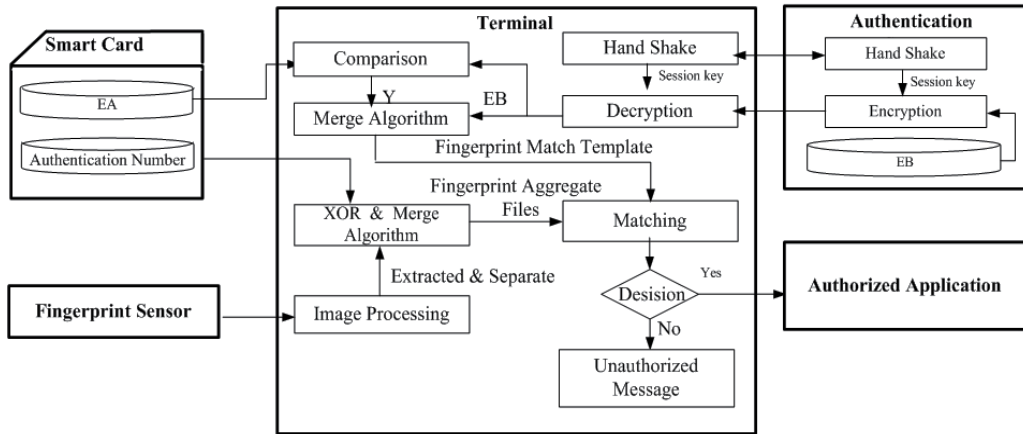 Smart Card
EA
Authentication Number
Fingerprint Sensor
Terminal
Comparison
Y
Merge Algorithm
EB
Hand Shake
Session key
Decryption
Fingerprint Match Template
Fingerprint Aggregate
Files
XOR & Merge
Algorithm
Matching
Extracted & Separate
Image Processing
Desision
Yes
No
Unauthorized
Message
Authentication
Hand Shake
Session key
Encryption
EB
Authorized Application